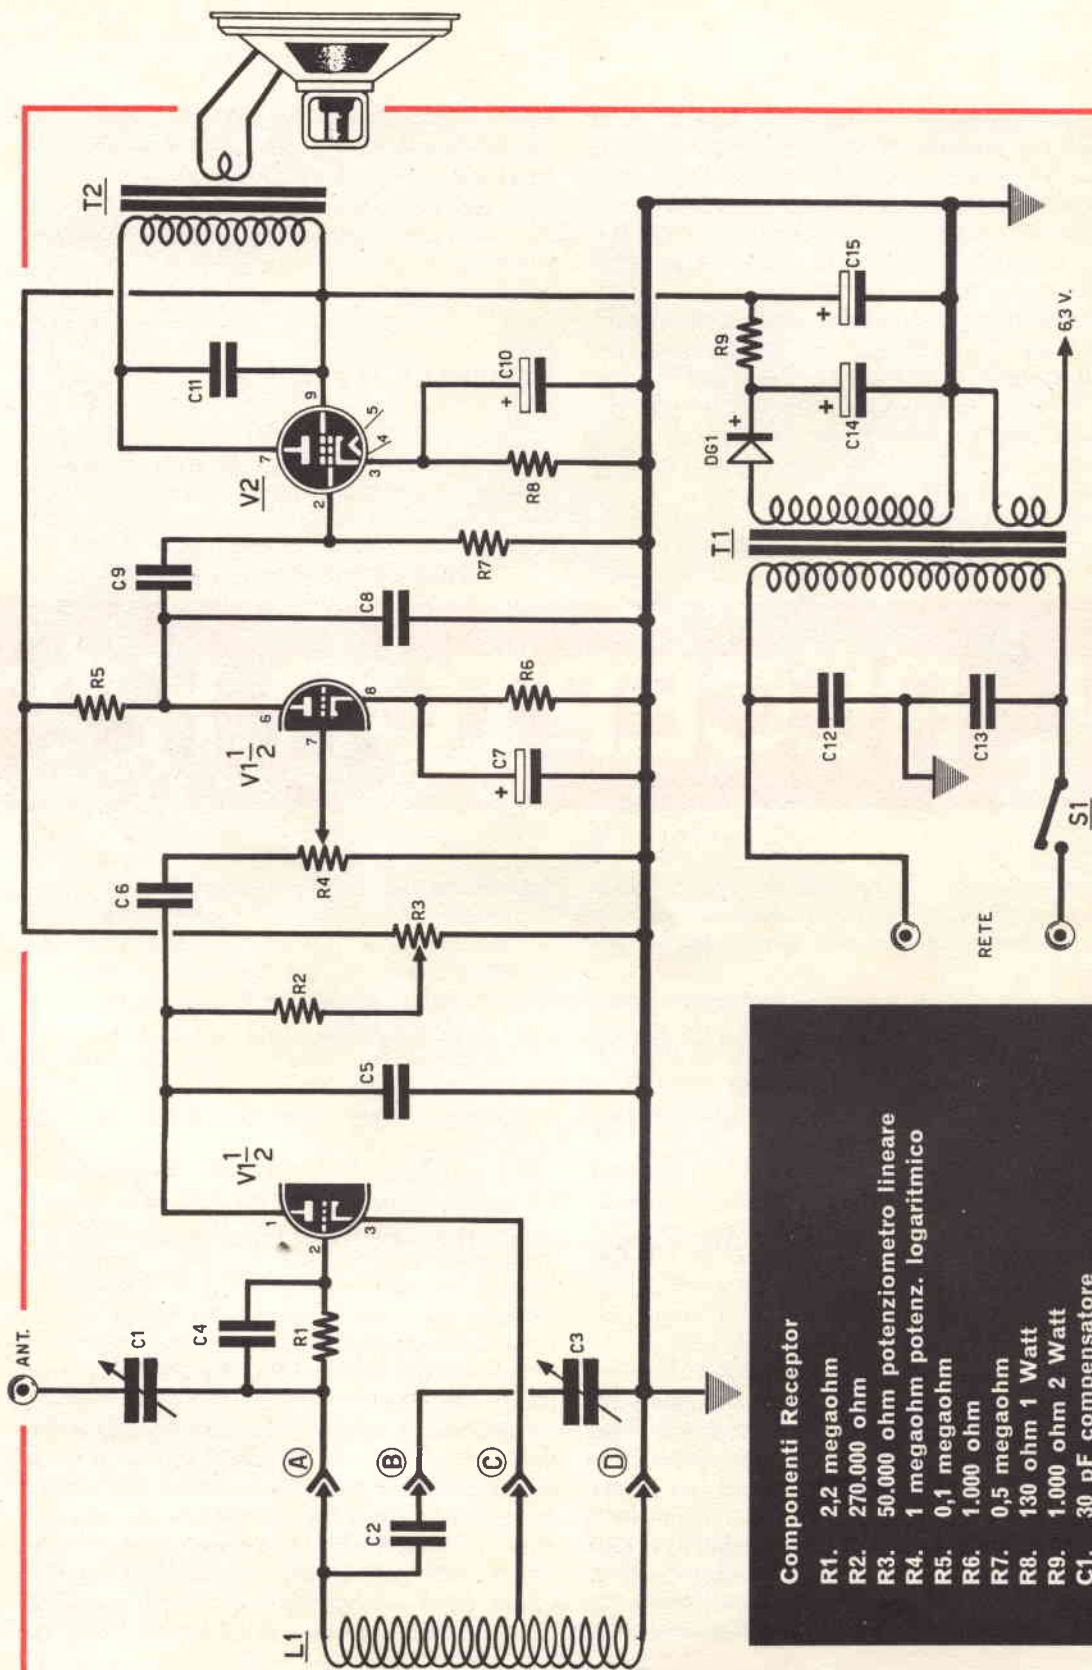 ANT.
C1
C4
R1
A
B
C
D
C2
L1
C3
V1 1/2
1
2
3
C5
R2
R3
C6
R4
V1 1/2
6
7
8
R5
C7
+
R6
C8
C9
R7
V2
7
2
9
3
4
5
R8
C10
+
C11
T2
RETE
S1
C12
C13
T1
DG1
+
R9
C14
+
C15
+
6,3 V.
Componenti Receptor
R1. 2,2 megaohm
R2. 270.000 ohm
R3. 50.000 ohm potenziometro lineare
R4. 1 megaohm potenz. logaritmico
R5. 0,1 megaohm
R6. 1.000 ohm
R7. 0,5 megaohm
R8. 130 ohm 1 Watt
R9. 1.000 ohm 2 Watt
C1. 30 pF compensatore